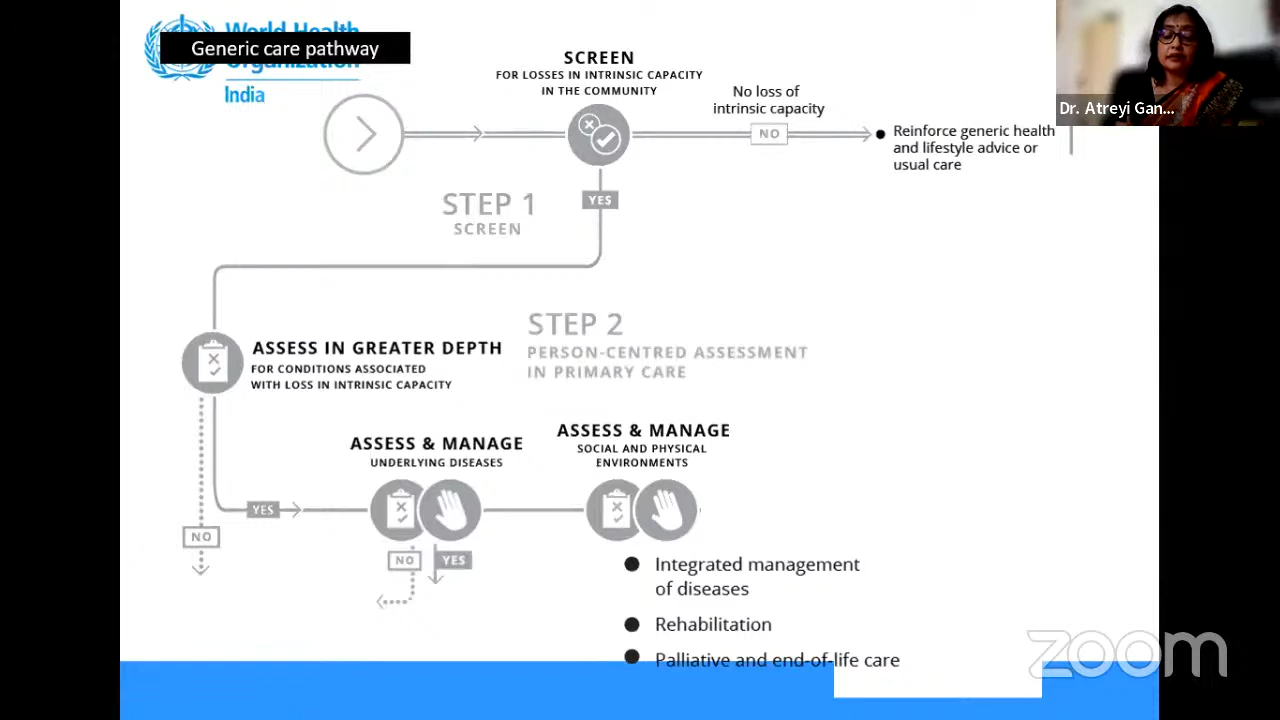 World Health
Organization
India
Generic care pathway
SCREEN
FOR LOSSES IN INTRINSIC CAPACITY
IN THE COMMUNITY
No loss of
intrinsic capacity
NO
Reinforce generic health
and lifestyle advice or
usual care
Dr. Atreyi Gan...
YES
STEP 1
SCREEN
STEP 2
PERSON-CENTRED ASSESSMENT
IN PRIMARY CARE
ASSESS IN GREATER DEPTH
FOR CONDITIONS ASSOCIATED
WITH LOSS IN INTRINSIC CAPACITY
ASSESS & MANAGE
UNDERLYING DISEASES
ASSESS & MANAGE
SOCIAL AND PHYSICAL
ENVIRONMENTS
YES
NO
NO
YES
Integrated management
of diseases
Rehabilitation
Palliative and end-of-life care
zoom